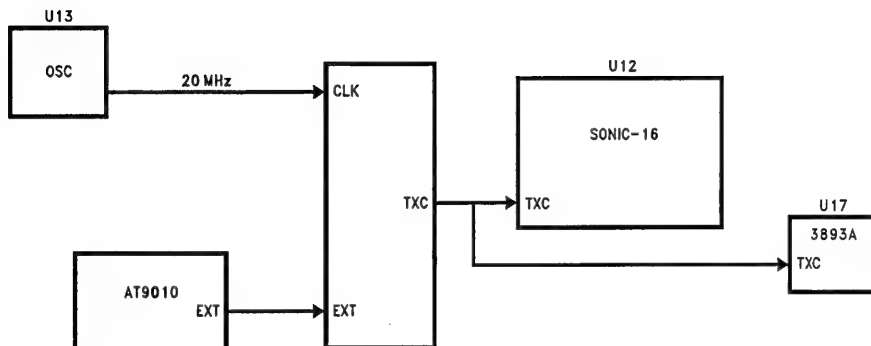 U13
OSC
20 MHz
CLK
U12
SONIC-16
TXC
TXC
U17
3893A
TXC
AT9010
EXT
EXT